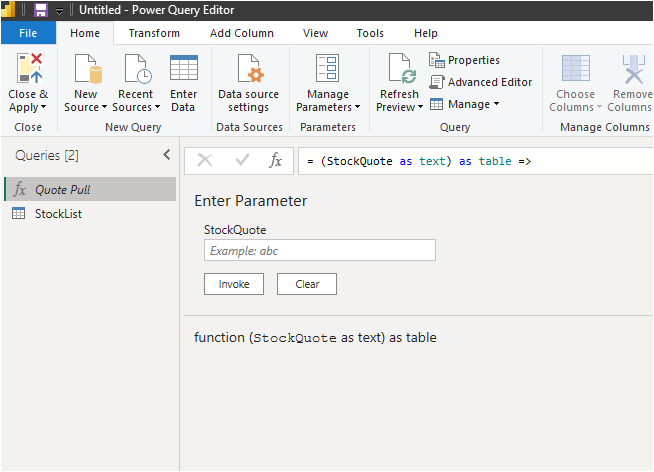 Untitled - Power Query Editor
File Home Transform Add Column View Tools Help
Close & New Recent Enter Data source Manage Refresh Properties Choose Remove
Apply Source Sources Data settings Parameters Preview Advanced Editor Columns Columns
Manage
Close New Query Data Sources Parameters Query Manage Columns
Queries [2] fx = (StockQuote as text) as table =>
fx Quote Pull
StockList
Enter Parameter
StockQuote
Example: abc
Invoke Clear
function (StockQuote as text) as table